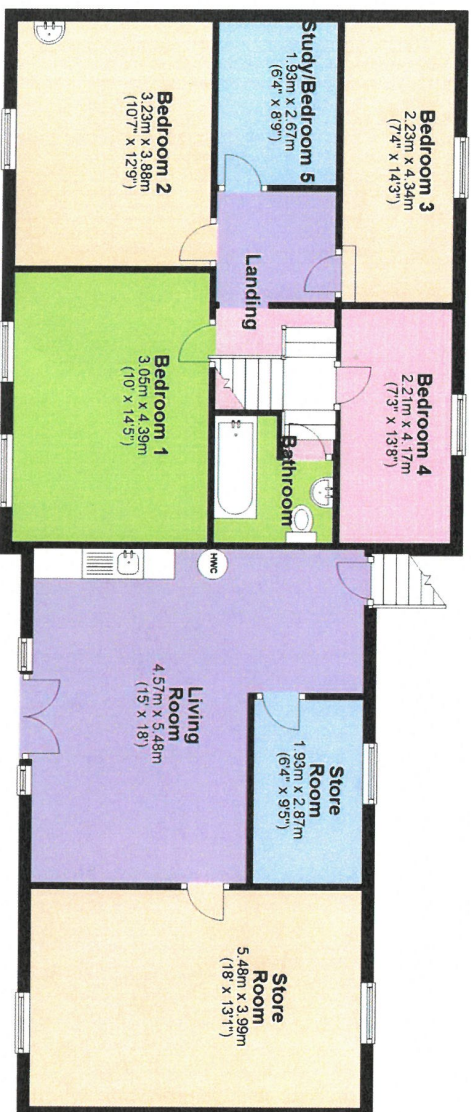 Bedroom 3
2.23m x 4.34m
(7'4" x 14'3")
Bedroom 4
2.21m x 4.17m
(7'3" x 13'8")
Study/Bedroom 5
1.93m x 2.67m
(6'4" x 8'9")
Landing
Bathroom
Bedroom 2
3.23m x 3.88m
(10'7" x 12'9")
Bedroom 1
3.05m x 4.39m
(10' x 14'5")
HWC
Living
Room
4.57m x 5.48m
(15' x 18')
Store
Room
1.93m x 2.87m
(6'4" x 9'5")
Store
Room
5.48m x 3.99m
(18' x 13'1")